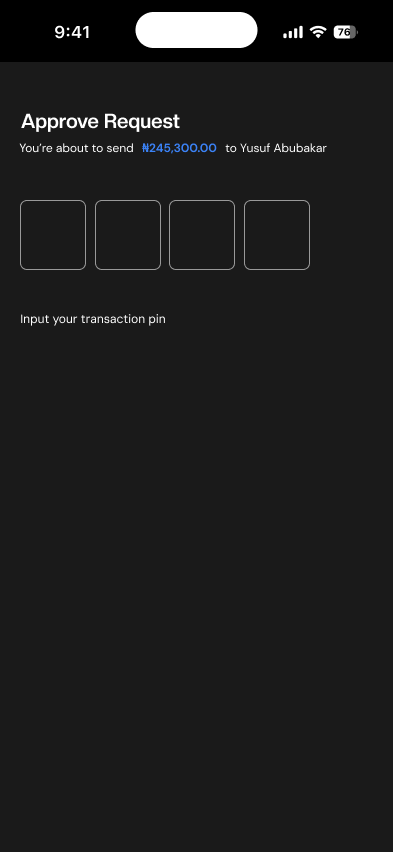 9:41
76
Approve Request
You're about to send ₦245,300.00 to Yusuf Abubakar
Input your transaction pin